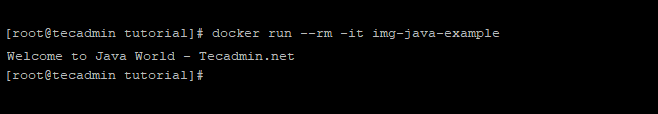 [root@tecadmin tutorial]# docker run --rm -it img-java-example
Welcome to Java World - Tecadmin.net
[root@tecadmin tutorial]#